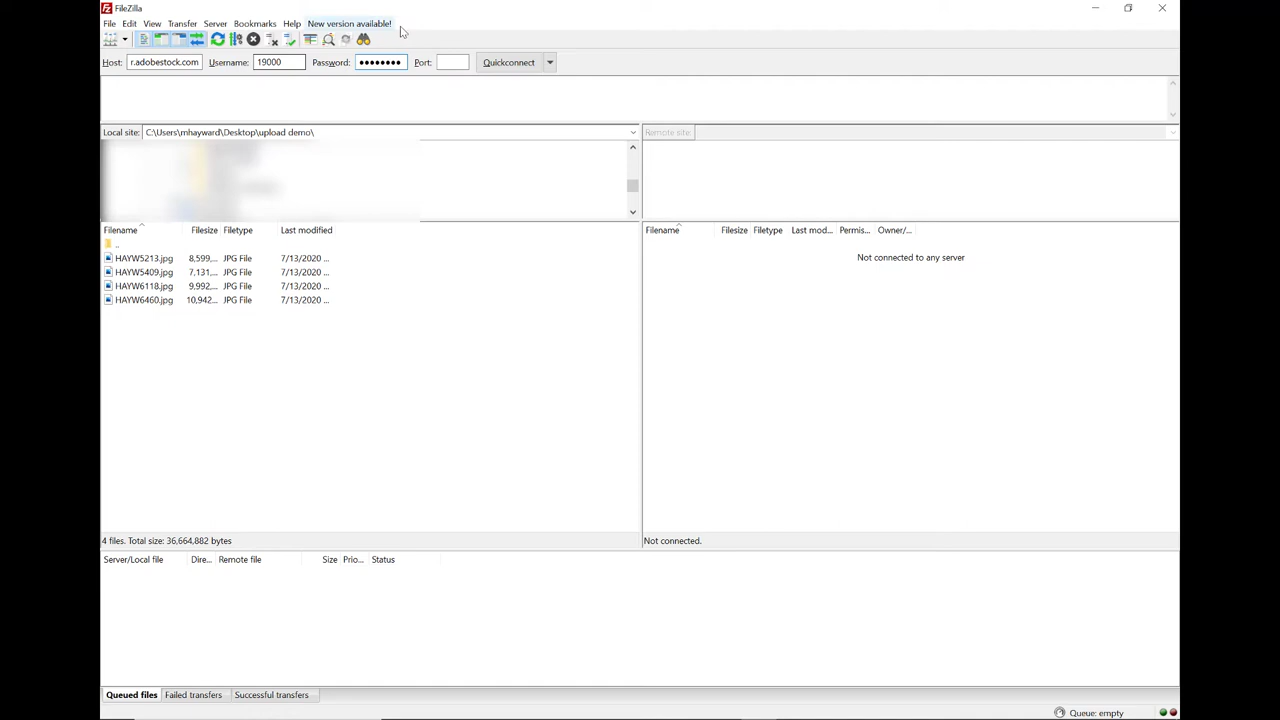 FileZilla
File Edit View Transfer Server Bookmarks Help New version available!
Host: r.adobestock.com Username: 19000 Password: ●●●●●●●● Port: Quickconnect
Local site: C:\Users\mhayward\Desktop\upload demo\ Remote site:
Filename Filesize Filetype Last modified
..
HAYW5213.jpg 8,599,... JPG File 7/13/2020 ...
HAYW5409.jpg 7,131,... JPG File 7/13/2020 ...
HAYW6118.jpg 9,992,... JPG File 7/13/2020 ...
HAYW6460.jpg 10,942... JPG File 7/13/2020 ...
4 files. Total size: 36,664,882 bytes
Filename Filesize Filetype Last mod... Permis... Owner/...
Not connected to any server
Not connected.
Server/Local file Dire... Remote file Size Prio... Status
Queued files Failed transfers Successful transfers
Queue: empty